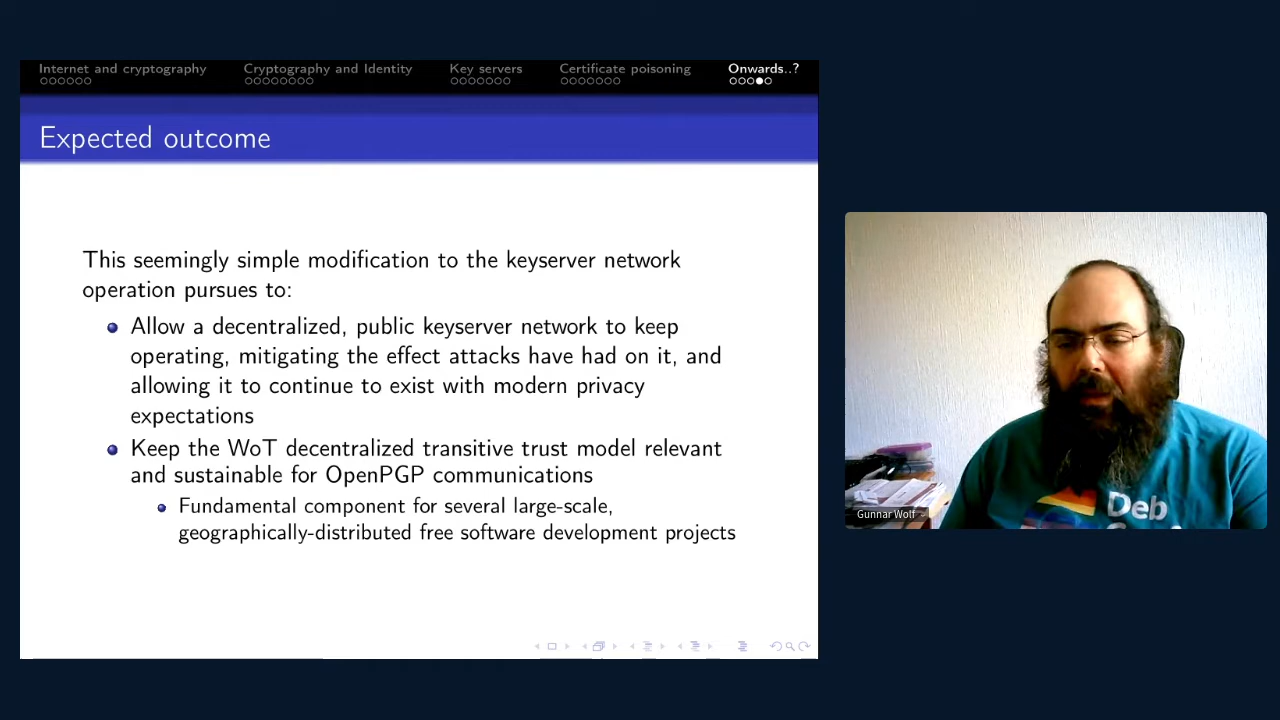 Internet and cryptography
Cryptography and Identity
Key servers
Certificate poisoning
Onwards..?
Expected outcome
This seemingly simple modification to the keyserver network
operation pursues to:
Allow a decentralized, public keyserver network to keep
operating, mitigating the effect attacks have had on it, and
allowing it to continue to exist with modern privacy
expectations
Keep the WoT decentralized transitive trust model relevant
and sustainable for OpenPGP communications
Fundamental component for several large-scale,
geographically-distributed free software development projects
Deb
Gunnar Wolf